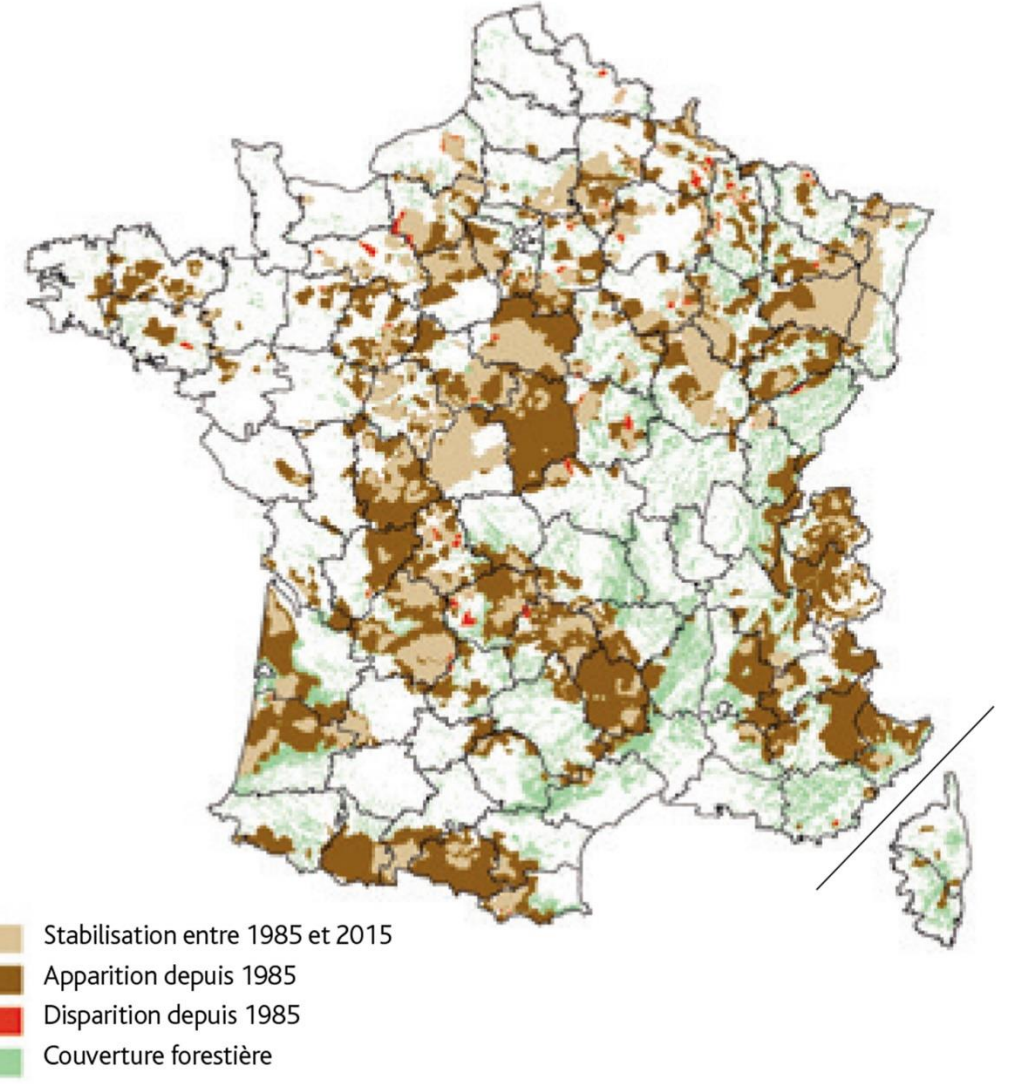 Stabilisation entre 1985 et 2015
Apparition depuis 1985
Disparition depuis 1985
Couverture forestière